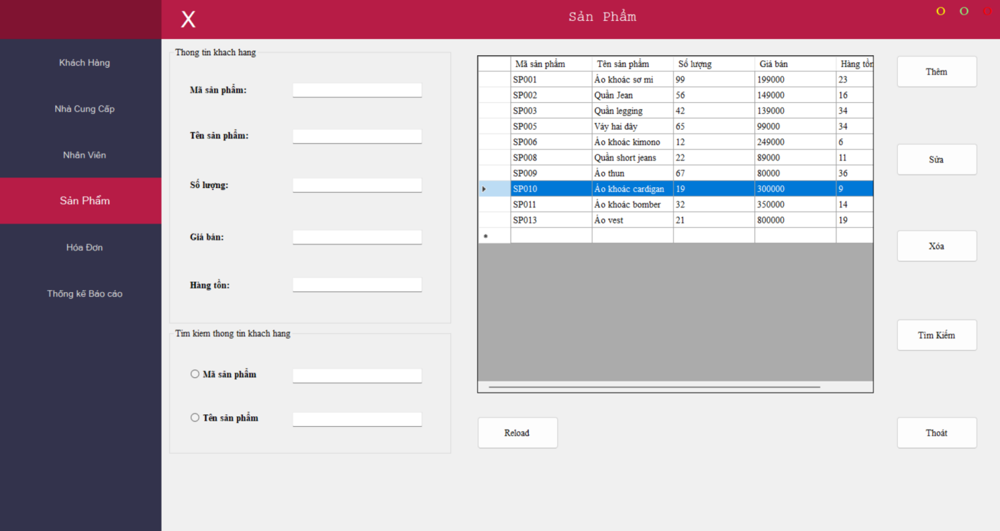 X
Sản Phẩm
O O O
Khách Hàng
Nhà Cung Cấp
Nhân Viên
Sản Phẩm
Hóa Đơn
Thống kê Báo cáo
Thong tin khach hang
Mã sản phẩm:
Tên sản phẩm:
Số lượng:
Giá bán:
Hàng tồn:
Tim kiem thong tin khach hang
Mã sản phẩm
Tên sản phẩm
Mã sản phẩm Tên sản phẩm Số lượng Giá bán Hàng tồn
SP001 Áo khoác sơ mi 99 199000 23
SP002 Quần Jean 56 149000 16
SP003 Quần legging 42 139000 34
SP005 Váy hai dây 65 99000 34
SP006 Áo khoác kimono 12 249000 6
SP008 Quần short jeans 22 89000 11
SP009 Áo thun 67 80000 36
SP010 Áo khoác cardigan 19 300000 9
SP011 Áo khoác bomber 32 350000 14
SP013 Áo vest 21 800000 19
Reload
Thêm
Sửa
Xóa
Tìm Kiếm
Thoát